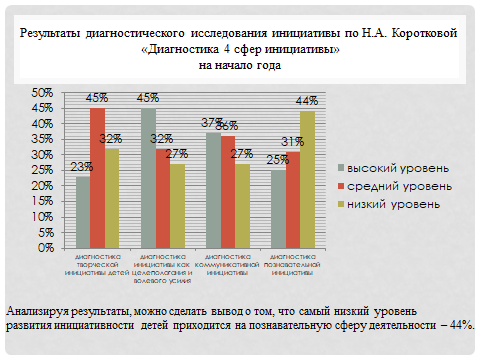 Результаты диагностического исследования инициативы по Н.А. Коротковой
«Диагностика 4 сфер инициативы»
на начало года
50%
45%
40%
35%
30%
25%
20%
15%
10%
5%
0%
23%
45%
32%
45%
32%
27%
37%
36%
27%
25%
31%
44%
высокий уровень
средний уровень
низкий уровень
диагностика
творческой
инициативы детей
диагностика
инициативы как
целеполагания и
волевого усилия
диагностика
коммуникативной
инициативы
диагностика
познавательной
инициативы
Анализируя результаты, можно сделать вывод о том, что самый низкий уровень
развития инициативности детей приходится на познавательную сферу деятельности – 44%.